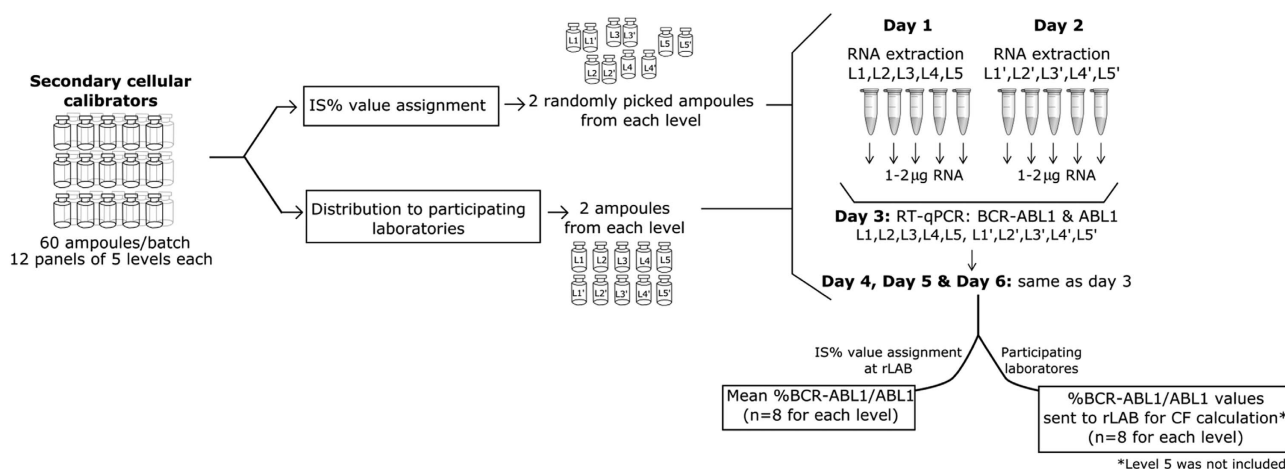 Secondary cellular
calibrators
60 ampoules/batch
12 panels of 5 levels each
IS% value assignment
Distribution to participating
laboratories
L1 L1' L3 L3' L5 L5'
L2 L2' L4 L4'
2 randomly picked ampoules
from each level
2 ampoules
from each level
L1 L2 L3 L4 L5
L1' L2' L3' L4' L5'
Day 1
RNA extraction
L1,L2,L3,L4,L5
1-2µg RNA
Day 2
RNA extraction
L1',L2',L3',L4',L5'
1-2µg RNA
Day 3: RT-qPCR: BCR-ABL1 & ABL1
L1,L2,L3,L4,L5, L1',L2',L3',L4',L5'
Day 4, Day 5 & Day 6: same as day 3
IS% value assignment
at rLAB
Mean %BCR-ABL1/ABL1
(n=8 for each level)
Participating
laboratores
%BCR-ABL1/ABL1 values
sent to rLAB for CF calculation*
(n=8 for each level)
*Level 5 was not included